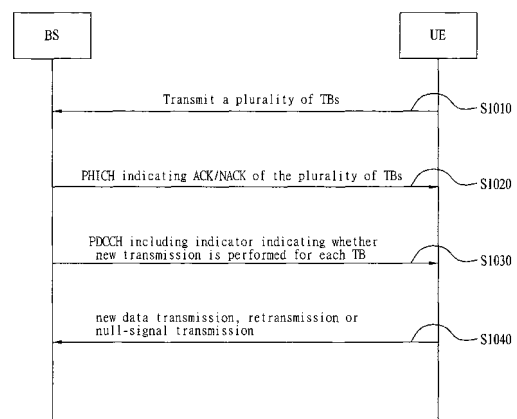 BS
UE
Transmit a plurality of TBs
S1010
PHICH indicating ACK/NACK of the plurality of TBs
S1020
PDCCH including indicator indicating whether
new transmission is performed for each TB
S1030
new data transmission, retransmission or
null-signal transmission
S1040